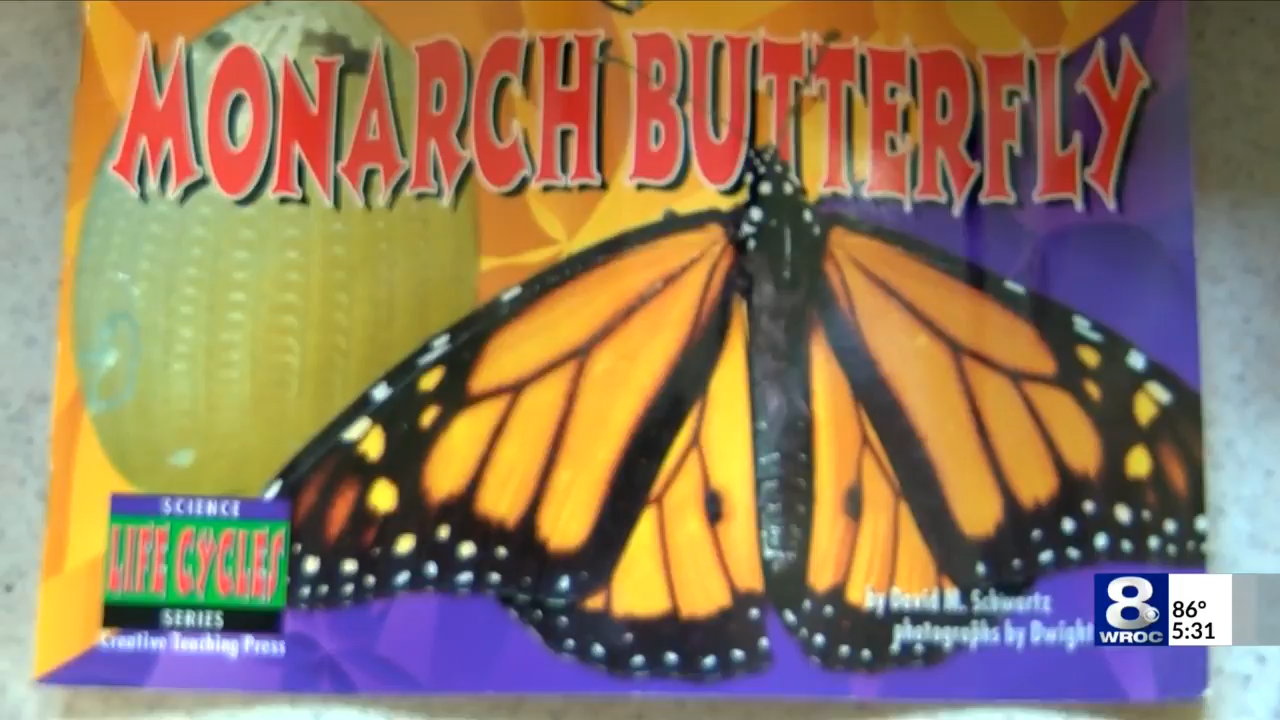 MONARCH BUTTERFLY
SCIENCE
LIFE CYCLES
SERIES
Creative Teaching Press
by David M. Schwartz
photographs by Dwight
8
WROC
86°
5:31